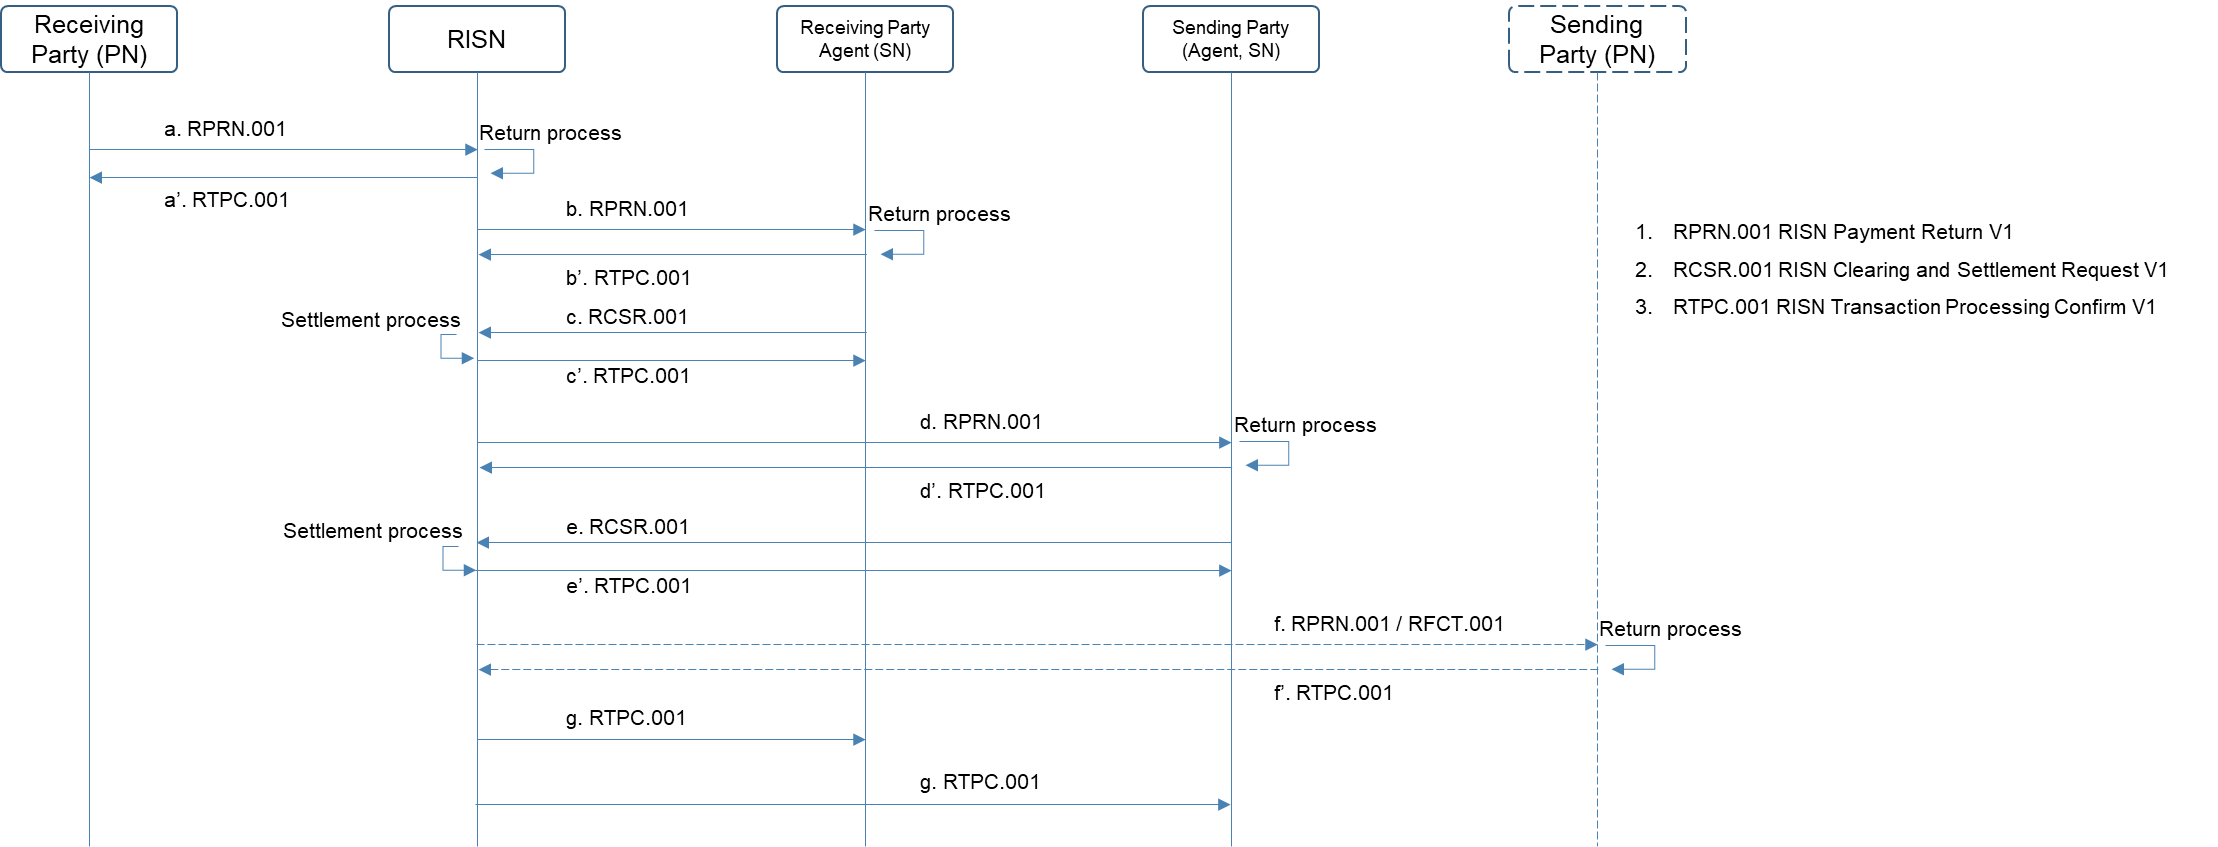 Receiving
Party (PN)
RISN
Receiving Party
Agent (SN)
Sending Party
(Agent, SN)
Sending
Party (PN)
a. RPRN.001
Return process
a’. RTPC.001
b. RPRN.001
Return process
b’. RTPC.001
1. RPRN.001 RISN Payment Return V1
2. RCSR.001 RISN Clearing and Settlement Request V1
3. RTPC.001 RISN Transaction Processing Confirm V1
Settlement process
c. RCSR.001
c’. RTPC.001
d. RPRN.001
Return process
d’. RTPC.001
Settlement process
e. RCSR.001
e’. RTPC.001
f. RPRN.001 / RFCT.001
Return process
f’. RTPC.001
g. RTPC.001
g. RTPC.001